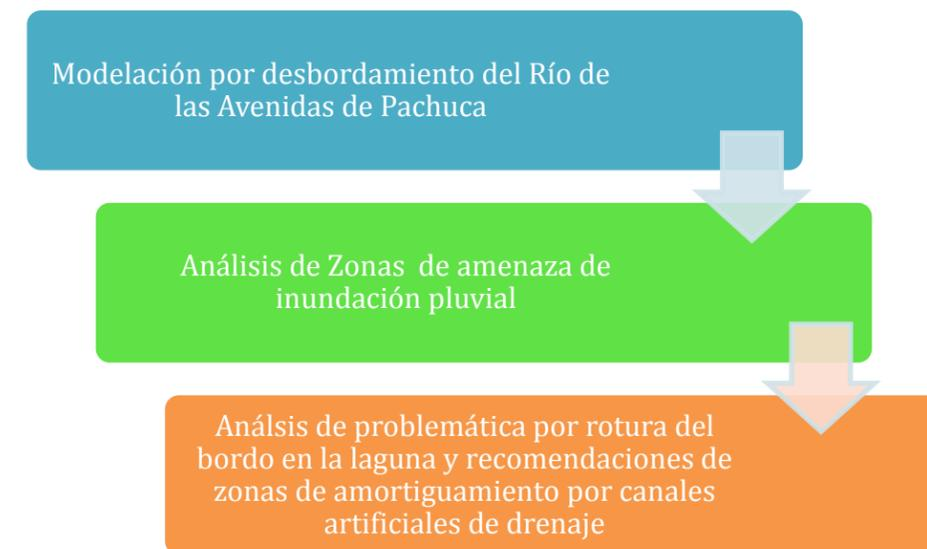 Modelación por desbordamiento del Río de
las Avenidas de Pachuca
Análisis de Zonas  de amenaza de
inundación pluvial
Análsis de problemática por rotura del
bordo en la laguna y recomendaciones de
zonas de amortiguamiento por canales
artificiales de drenaje